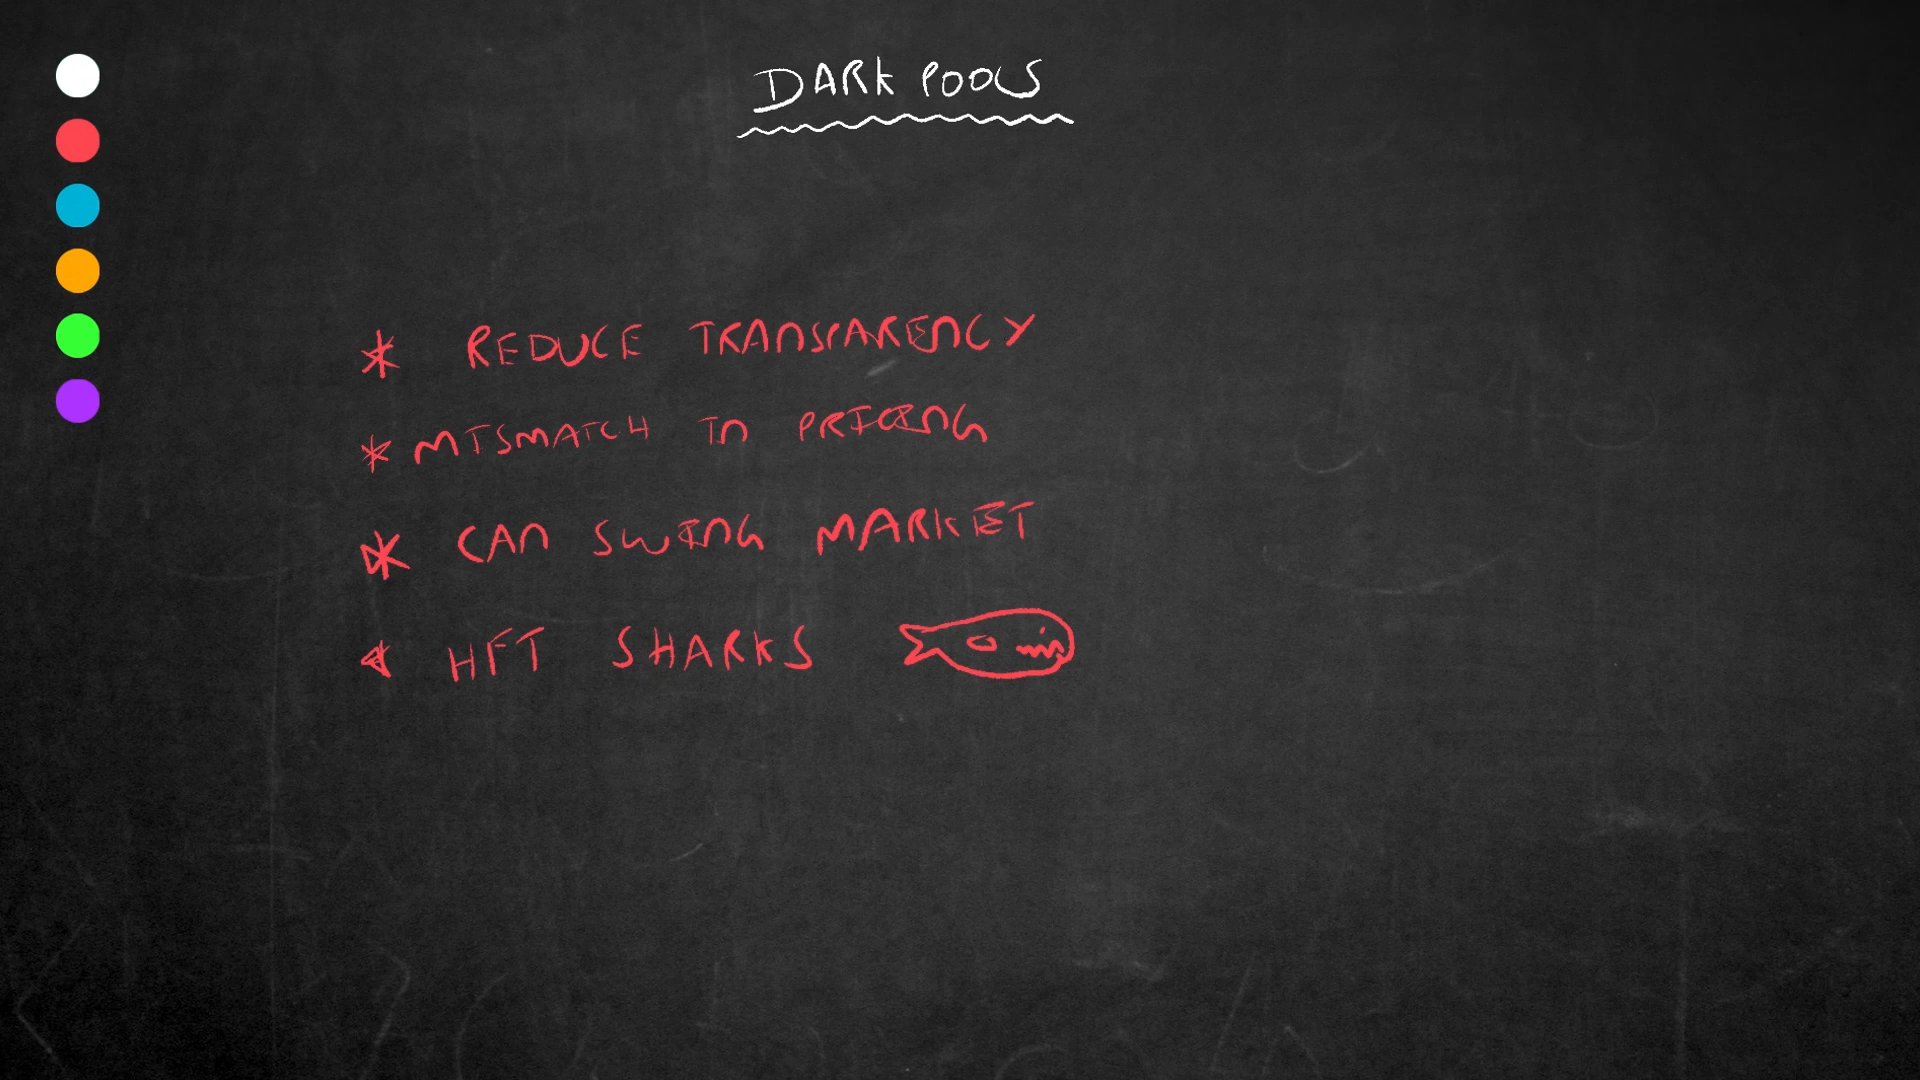 DARK POOLS
* REDUCE TRANSPARENCY
* MISMATCH IN PRICING
* CAN SWING MARKET
* HFT SHARKS